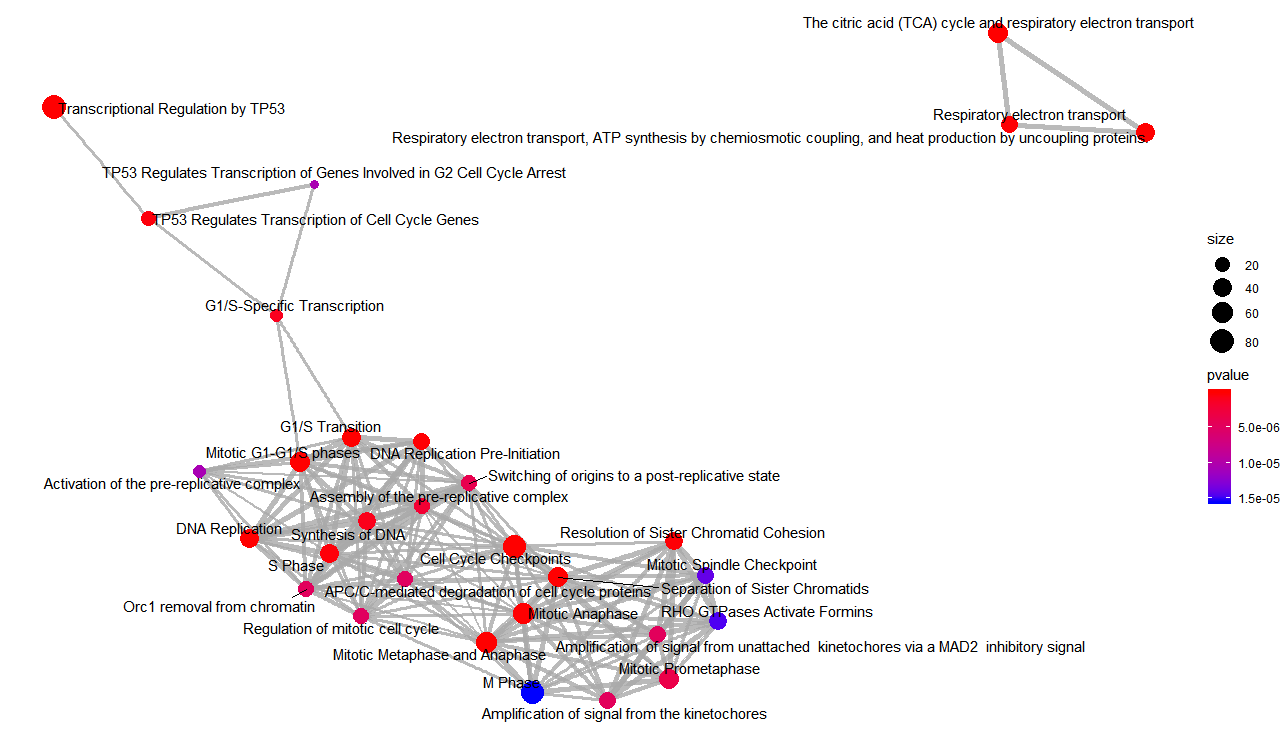 The citric acid (TCA) cycle and respiratory electron transport
Transcriptional Regulation by TP53
Respiratory electron transport
Respiratory electron transport, ATP synthesis by chemiosmotic coupling, and heat production by uncoupling proteins.
TP53 Regulates Transcription of Genes Involved in G2 Cell Cycle Arrest
TP53 Regulates Transcription of Cell Cycle Genes
size
20
40
60
80
G1/S-Specific Transcription
pvalue
5.0e-06
1.0e-05
1.5e-05
G1/S Transition
Mitotic G1-G1/S phases
DNA Replication Pre-Initiation
Switching of origins to a post-replicative state
Activation of the pre-replicative complex
Assembly of the pre-replicative complex
DNA Replication
Synthesis of DNA
Resolution of Sister Chromatid Cohesion
Cell Cycle Checkpoints
S Phase
Mitotic Spindle Checkpoint
APC/C-mediated degradation of cell cycle proteins
Separation of Sister Chromatids
Orc1 removal from chromatin
Mitotic Anaphase
RHO GTPases Activate Formins
Regulation of mitotic cell cycle
Amplification  of signal from unattached  kinetochores via a MAD2  inhibitory signal
Mitotic Metaphase and Anaphase
Mitotic Prometaphase
M Phase
Amplification of signal from the kinetochores